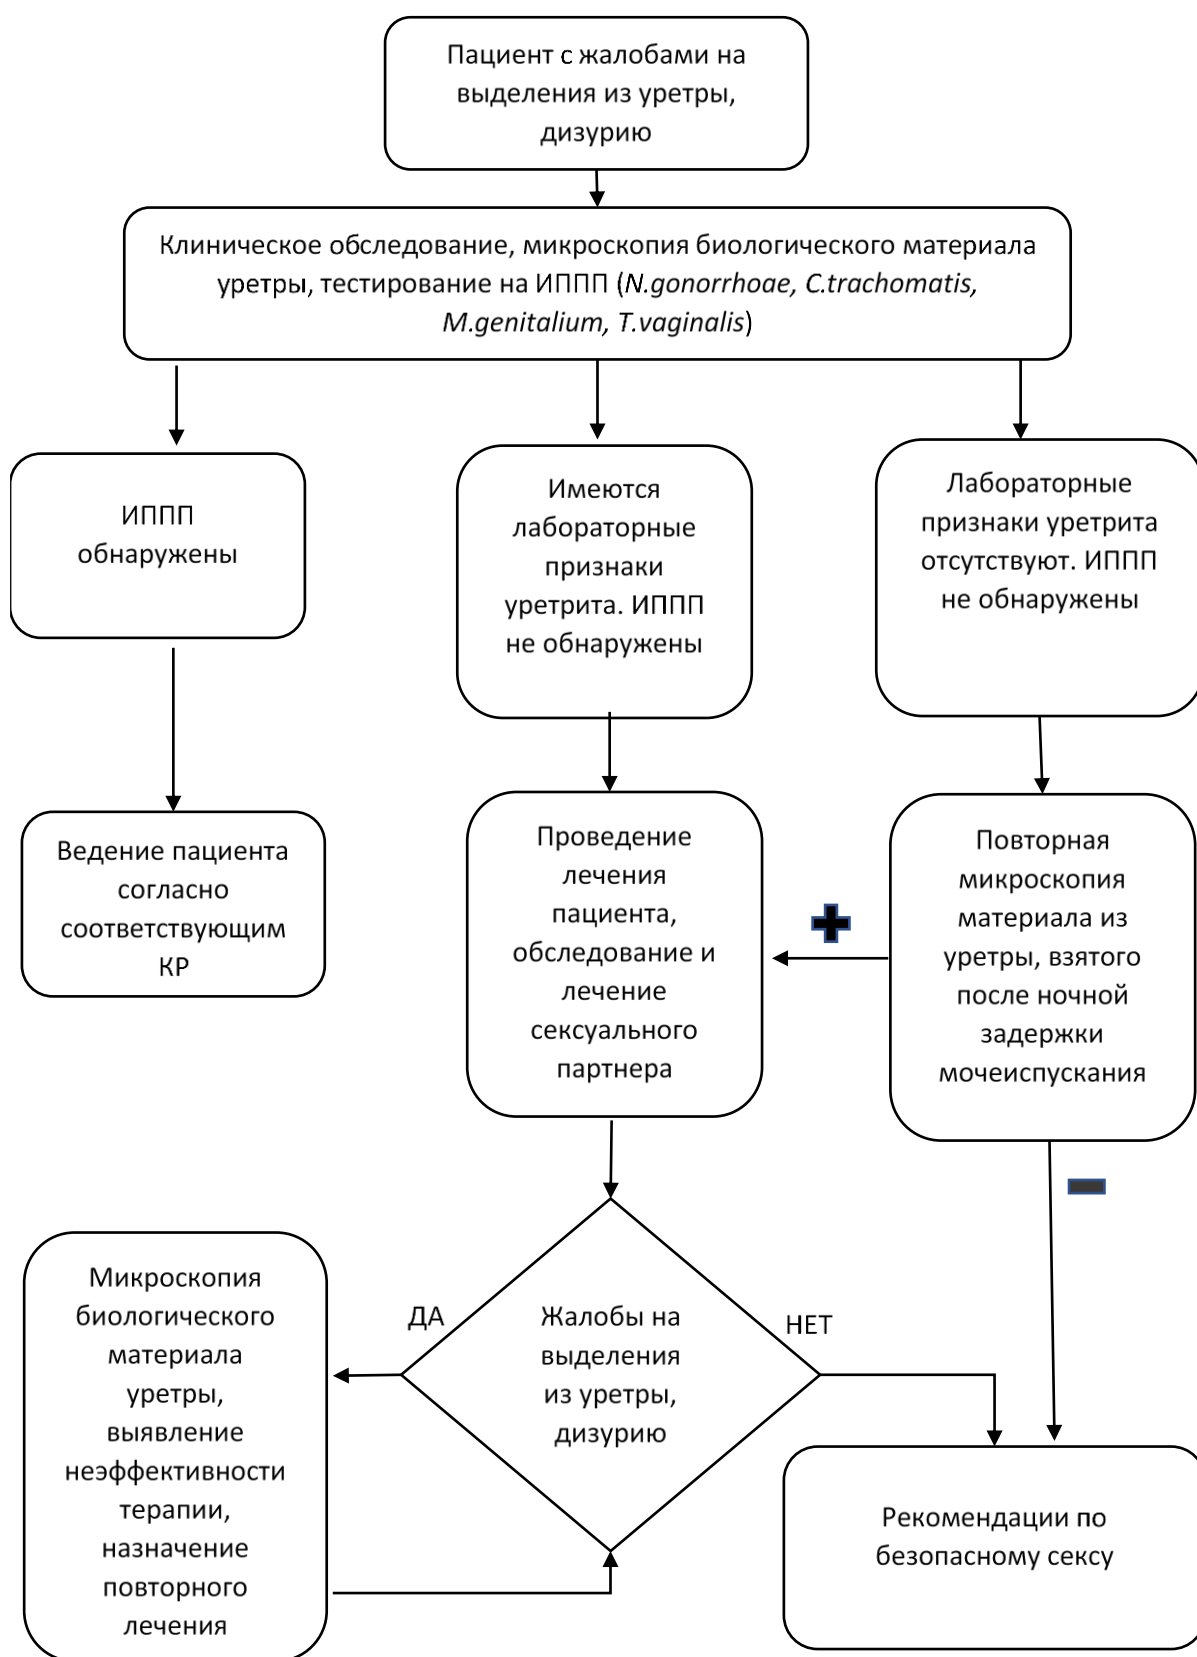 Пациент с жалобами на
выделения из уретры,
дизурию
Клиническое обследование, микроскопия биологического материала
уретры, тестирование на ИППП (N.gonorrhoae, C.trachomatis,
M.genitalium, T.vaginalis)
ИППП
обнаружены
Имеются
лабораторные
признаки
уретрита. ИППП
не обнаружены
Лабораторные
признаки уретрита
отсутствуют. ИППП
не обнаружены
Ведение пациента
согласно
соответствующим
КР
Проведение
лечения
пациента,
обследование и
лечение
сексуального
партнера
Повторная
микроскопия
материала из
уретры, взятого
после ночной
задержки
мочеиспускания
Микроскопия
биологического
материала
уретры,
выявление
неэффективности
терапии,
назначение
повторного
лечения
ДА
Жалобы на
выделения
из уретры,
дизурию
НЕТ
Рекомендации по
безопасному сексу